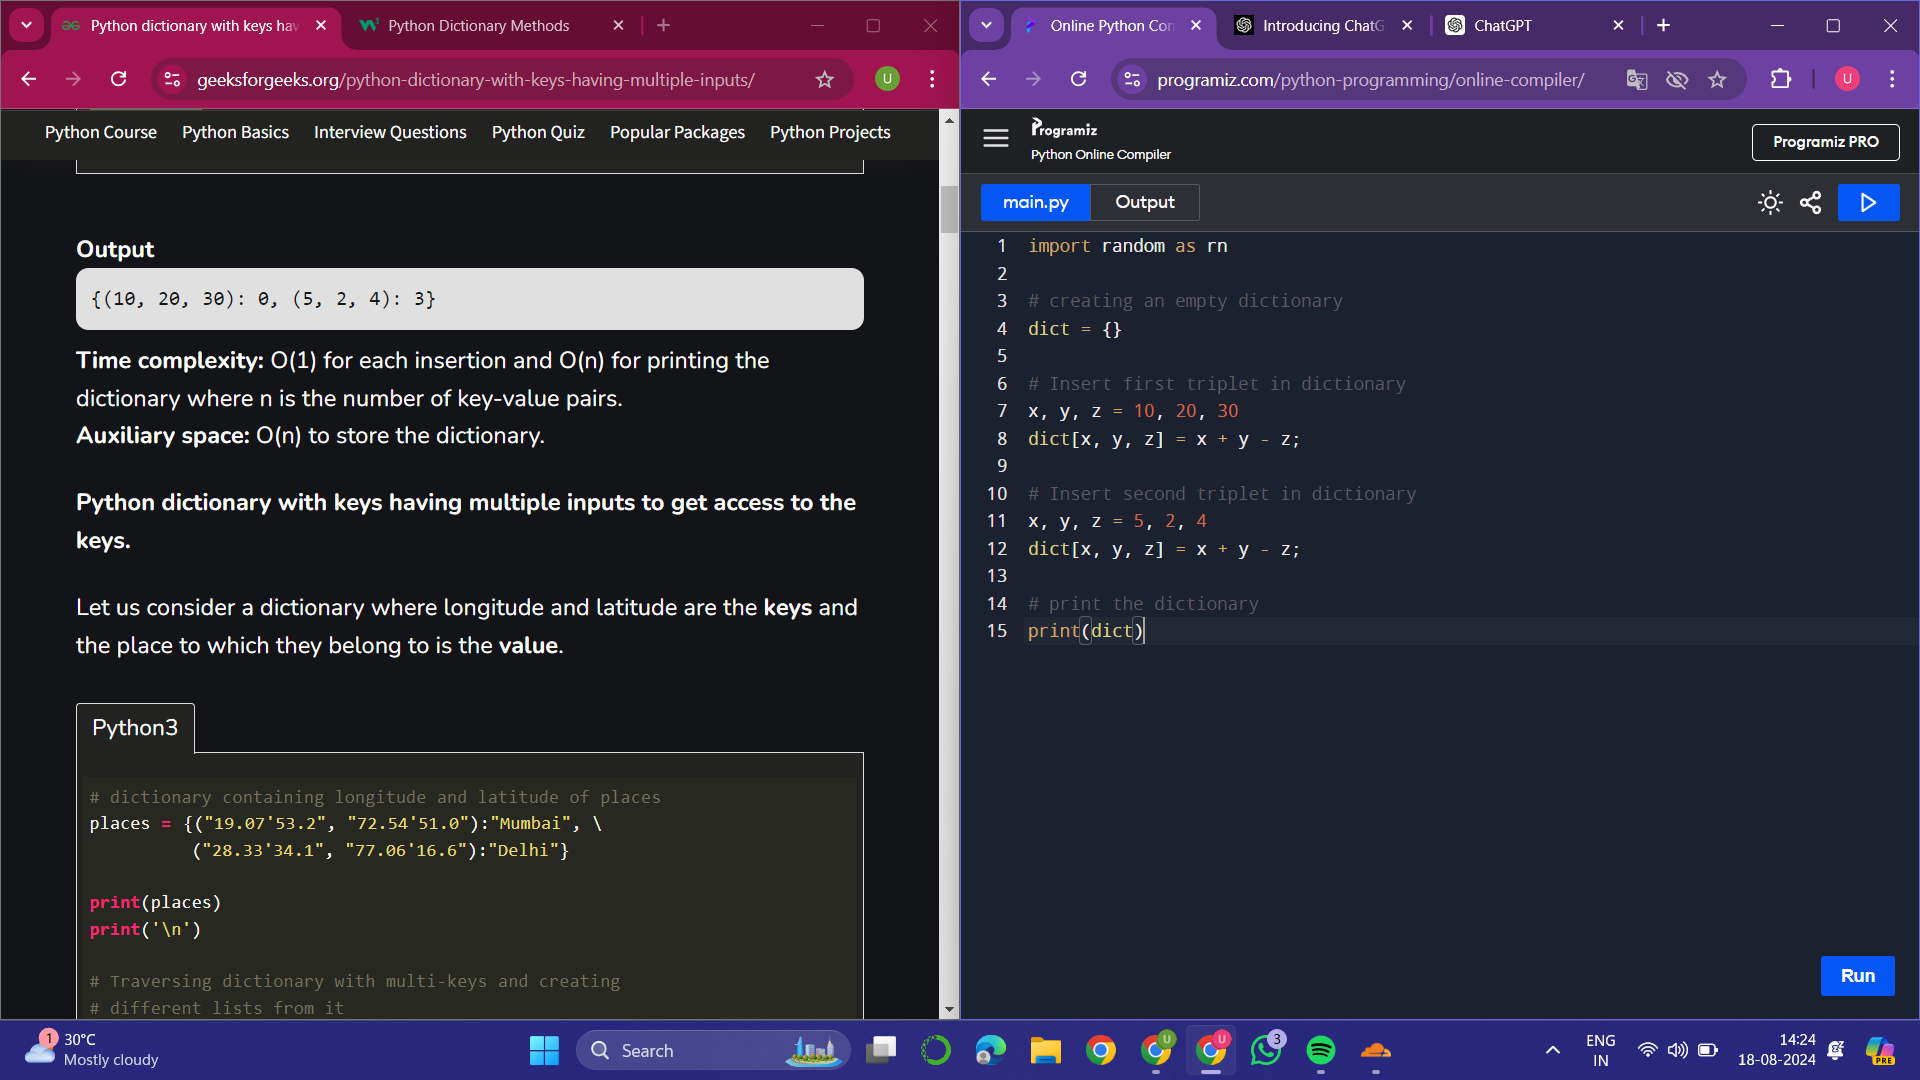 Python dictionary with keys hav
Python Dictionary Methods
geeksforgeeks.org/python-dictionary-with-keys-having-multiple-inputs/
U
Python Course Python Basics Interview Questions Python Quiz Popular Packages Python Projects
Output
{(10, 20, 30): 0, (5, 2, 4): 3}
Time complexity: O(1) for each insertion and O(n) for printing the
dictionary where n is the number of key-value pairs.
Auxiliary space: O(n) to store the dictionary.
Python dictionary with keys having multiple inputs to get access to the
keys.
Let us consider a dictionary where longitude and latitude are the keys and
the place to which they belong to is the value.
Python3
# dictionary containing longitude and latitude of places
places = {("19.07'53.2", "72.54'51.0"):"Mumbai", \
("28.33'34.1", "77.06'16.6"):"Delhi"}
print(places)
print('\n')
# Traversing dictionary with multi-keys and creating
# different lists from it
Online Python Con
Introducing ChatG
ChatGPT
programiz.com/python-programming/online-compiler/
U
Programiz
Python Online Compiler
Programiz PRO
main.py
Output
1 import random as rn
2
3 # creating an empty dictionary
4 dict = {}
5
6 # Insert first triplet in dictionary
7 x, y, z = 10, 20, 30
8 dict[x, y, z] = x + y - z;
9
10 # Insert second triplet in dictionary
11 x, y, z = 5, 2, 4
12 dict[x, y, z] = x + y - z;
13
14 # print the dictionary
15 print(dict)
Run
1
30°C
Mostly cloudy
Search
U
U
3
ENG
IN
14:24
18-08-2024
PRE